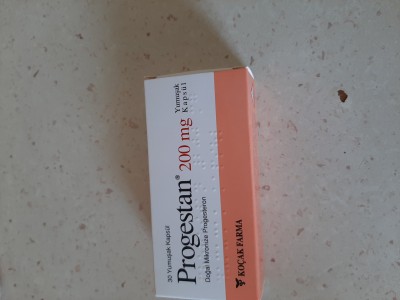 30 Yumuşak Kapsül
Progestan® 200 mg Yumuşak
Kapsül
Doğal Mikronize Progesteron
KOÇAK FARMA